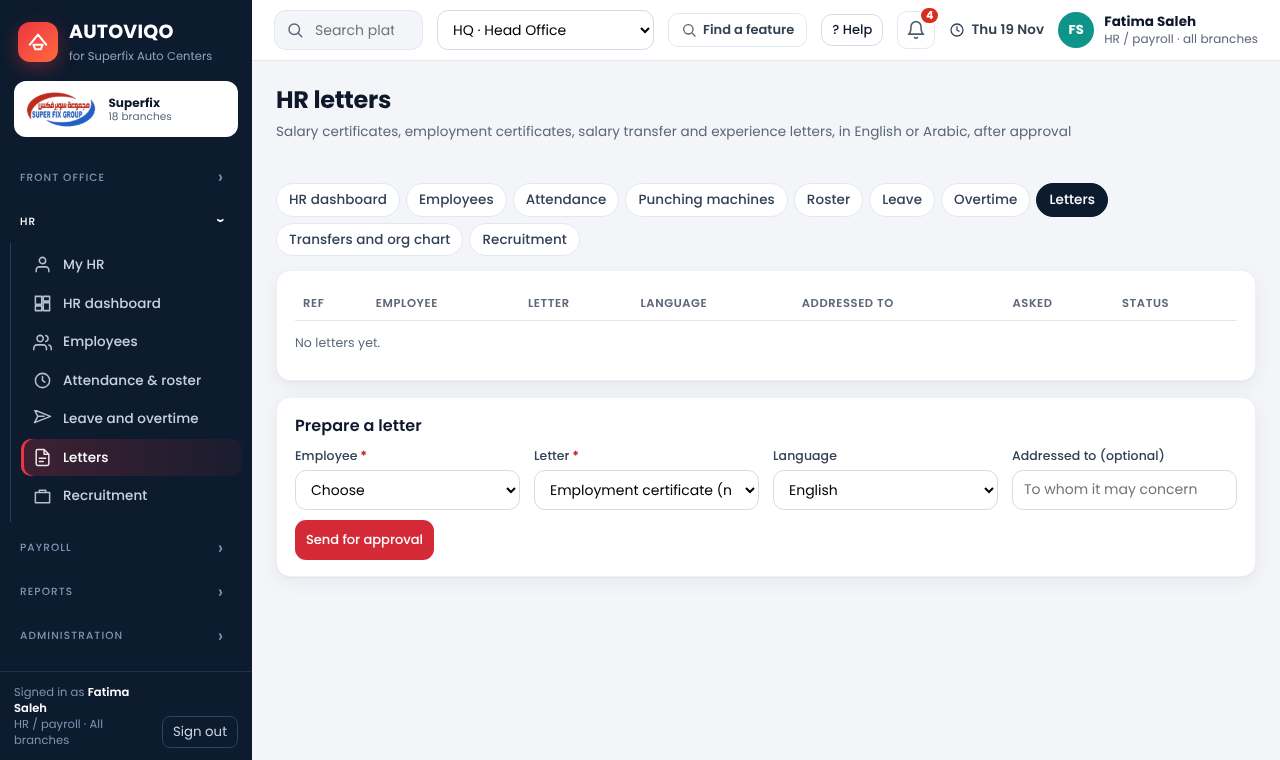 AUTOVIQO
for Superfix Auto Centers
مجموعة سوبر فكس
SUPER FIX GROUP
Superfix
18 branches
FRONT OFFICE
HR
My HR
HR dashboard
Employees
Attendance & roster
Leave and overtime
Letters
Recruitment
PAYROLL
REPORTS
ADMINISTRATION
Signed in as Fatima
Saleh
HR / payroll · All
branches
Sign out
Search plat
HQ · Head Office
Find a feature
? Help
4
Thu 19 Nov
FS
Fatima Saleh
HR / payroll · all branches
HR letters
Salary certificates, employment certificates, salary transfer and experience letters, in English or Arabic, after approval
HR dashboard Employees Attendance Punching machines Roster Leave Overtime Letters
Transfers and org chart Recruitment
REF EMPLOYEE LETTER LANGUAGE ADDRESSED TO ASKED STATUS
No letters yet.
Prepare a letter
Employee * Letter * Language Addressed to (optional)
Choose Employment certificate (n English To whom it may concern
Send for approval